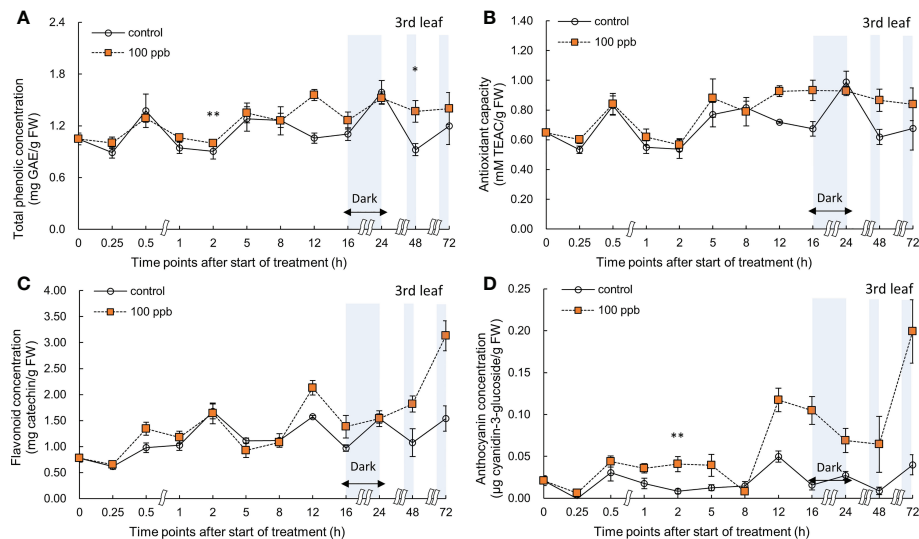 A
3rd leaf
control
100 ppb
Total phenolic concentration
(mg GAE/g FW)
2.4
1.8
1.2
0.6
0.0
**
*
Dark
0 0.25 0.5 1 2 5 8 12 16 24 48 72
Time points after start of treatment (h)
B
3rd leaf
control
100 ppb
Antioxidant capacity
(mM TEAC/g FW)
1.40
1.20
1.00
0.80
0.60
0.40
0.20
0.00
Dark
0 0.25 0.5 1 2 5 8 12 16 24 48 72
Time points after start of treatment (h)
C
3rd leaf
control
100 ppb
Flavonoid concentration
(mg catechin/g FW)
4.00
3.50
3.00
2.50
2.00
1.50
1.00
0.50
0.00
Dark
0 0.25 0.5 1 2 5 8 12 16 24 48 72
Time points after start of treatment (h)
D
3rd leaf
control
100 ppb
Anthocyanin concentration
(µg cyanidin-3-glucoside/g FW)
0.25
0.20
0.15
0.10
0.05
0.00
**
Dark
0 0.25 0.5 1 2 5 8 12 16 24 48 72
Time points after start of treatment (h)